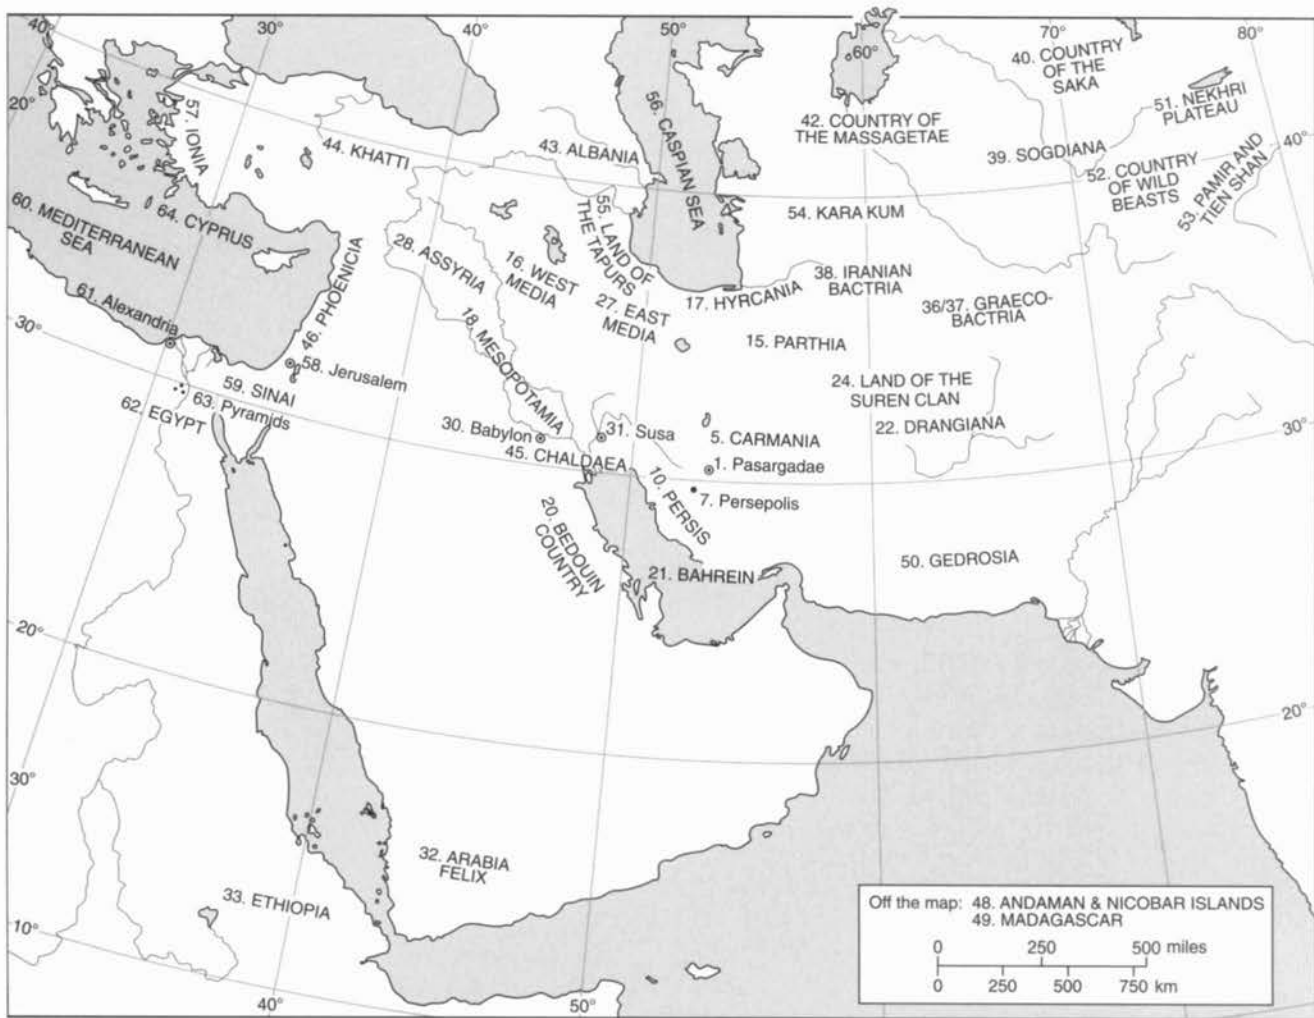 40°
30°
40°
50°
60°
70°
80°
40. COUNTRY
OF THE
SAKA
20°
57. IONIA
56. CASPIAN SEA
51. NEKHRI
PLATEAU
42. COUNTRY OF
THE MASSAGETAE
44. KHATTI
43. ALBANIA
39. SOGDIANA
40°
52. COUNTRY
OF WILD
BEASTS
53. PAMIR AND
TIEN SHAN
60. MEDITERRANEAN
SEA
64. CYPRUS
55. LAND OF
THE TAPURS
54. KARA KUM
46. PHOENICIA
28. ASSYRIA
16. WEST
MEDIA
38. IRANIAN
BACTRIA
17. HYRCANIA
61. Alexandria
27. EAST
MEDIA
36/37. GRAECO-
BACTRIA
30°
18. MESOPOTAMIA
15. PARTHIA
58. Jerusalem
59. SINAI
24. LAND OF THE
SUREN CLAN
63. Pyramids
62. EGYPT
30. Babylon
31. Susa
5. CARMANIA
22. DRANGIANA
30°
45. CHALDAEA
1. Pasargadae
10. PERSIS
7. Persepolis
20. BEDOUIN
COUNTRY
50. GEDROSIA
21. BAHREIN
20°
20°
30°
32. ARABIA
FELIX
33. ETHIOPIA
10°
Off the map: 48. ANDAMAN & NICOBAR ISLANDS
49. MADAGASCAR
0 250 500 miles
0 250 500 750 km
40°
50°